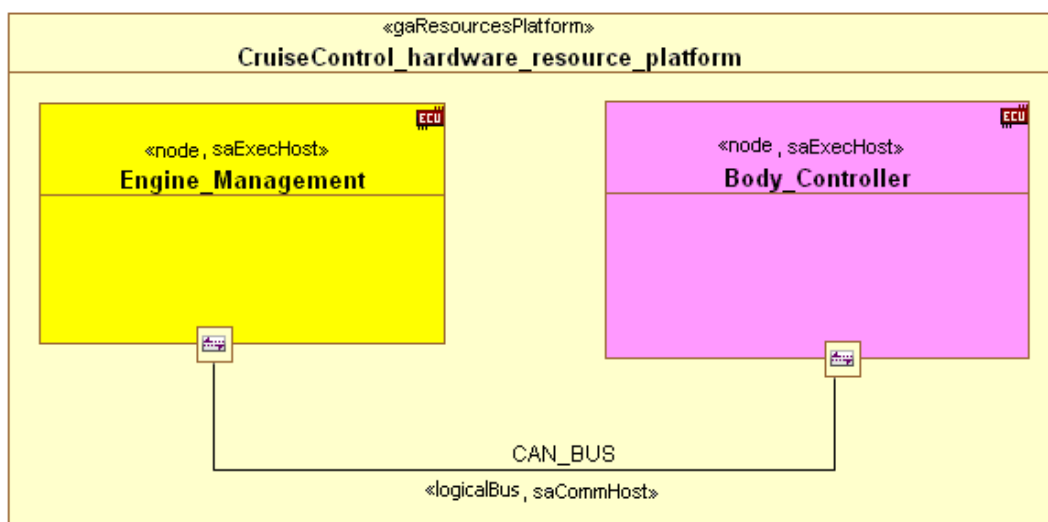 «gaResourcesPlatform»
CruiseControl_hardware_resource_platform
ECU
«node, saExecHost»
Engine_Management
ECU
«node, saExecHost»
Body_Controller
CAN_BUS
«logicalBus, saCommHost»